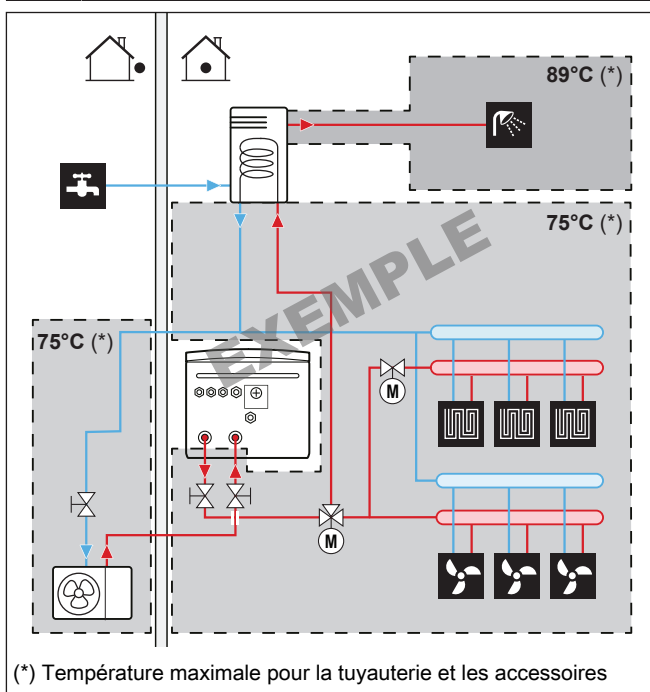 89°C (*)
75°C (*)
EXEMPLE
75°C (*)
M
M
(*) Température maximale pour la tuyauterie et les accessoires